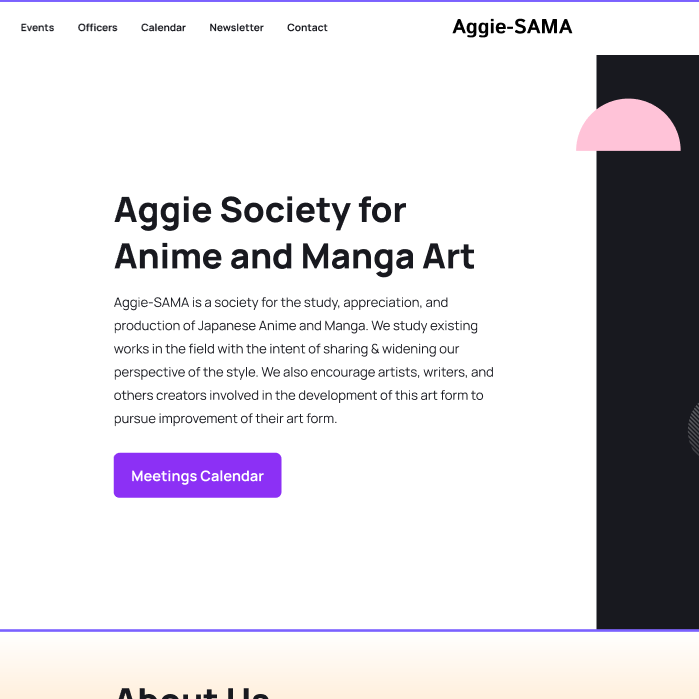 Events Officers Calendar Newsletter Contact
Aggie-SAMA
Aggie Society for
Anime and Manga Art
Aggie-SAMA is a society for the study, appreciation, and
production of Japanese Anime and Manga. We study existing
works in the field with the intent of sharing & widening our
perspective of the style. We also encourage artists, writers, and
others creators involved in the development of this art form to
pursue improvement of their art form.
Meetings Calendar
About Us